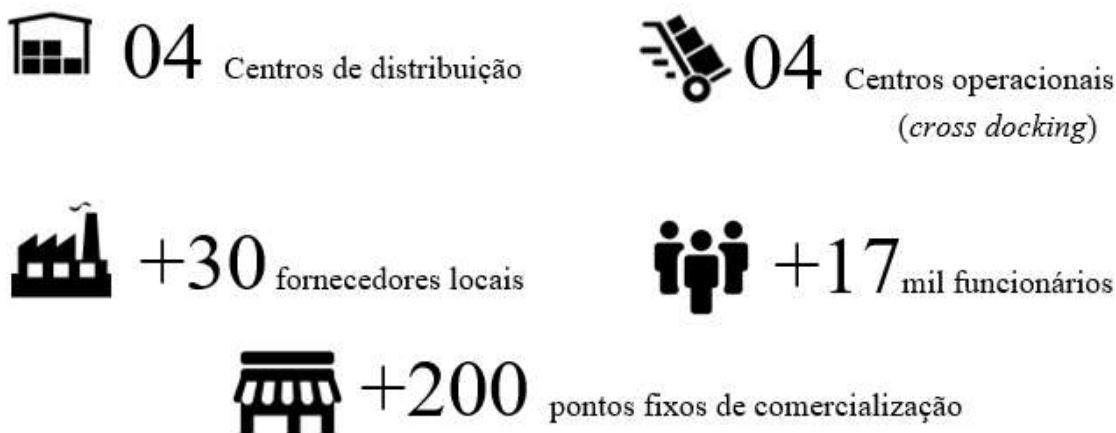 04 Centros de distribuição
04 Centros operacionais
(cross docking)
+30 fornecedores locais
+17 mil funcionários
+200 pontos fixos de comercialização